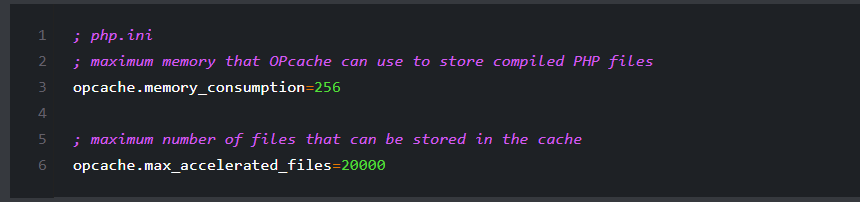 1 ; php.ini
2 ; maximum memory that OPcache can use to store compiled PHP files
3 opcache.memory_consumption=256
4
5 ; maximum number of files that can be stored in the cache
6 opcache.max_accelerated_files=20000